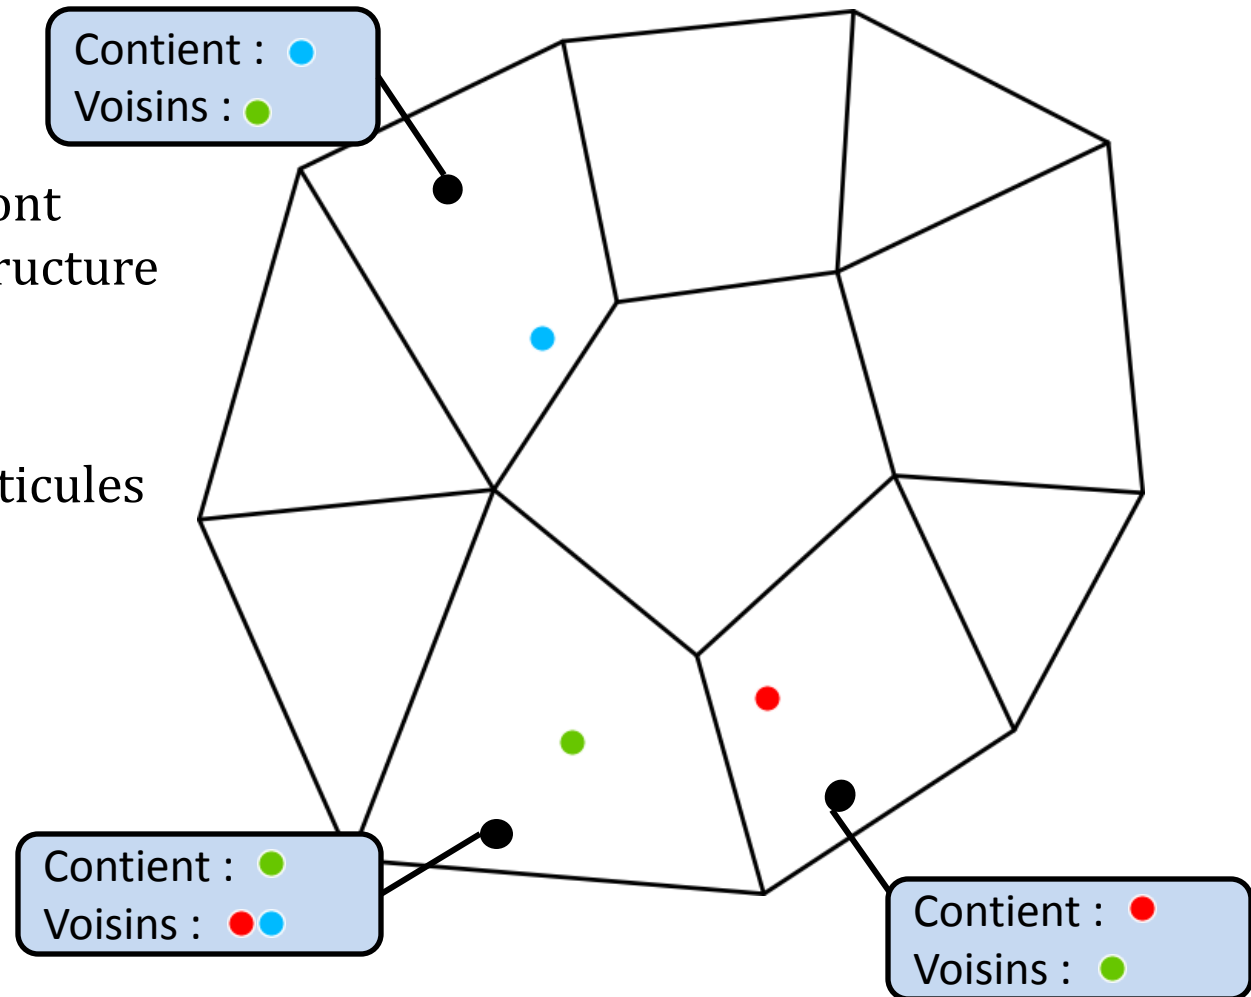 Contient :
Voisins :
ont
ructure
ticules
Contient :
Voisins :
Contient :
Voisins :